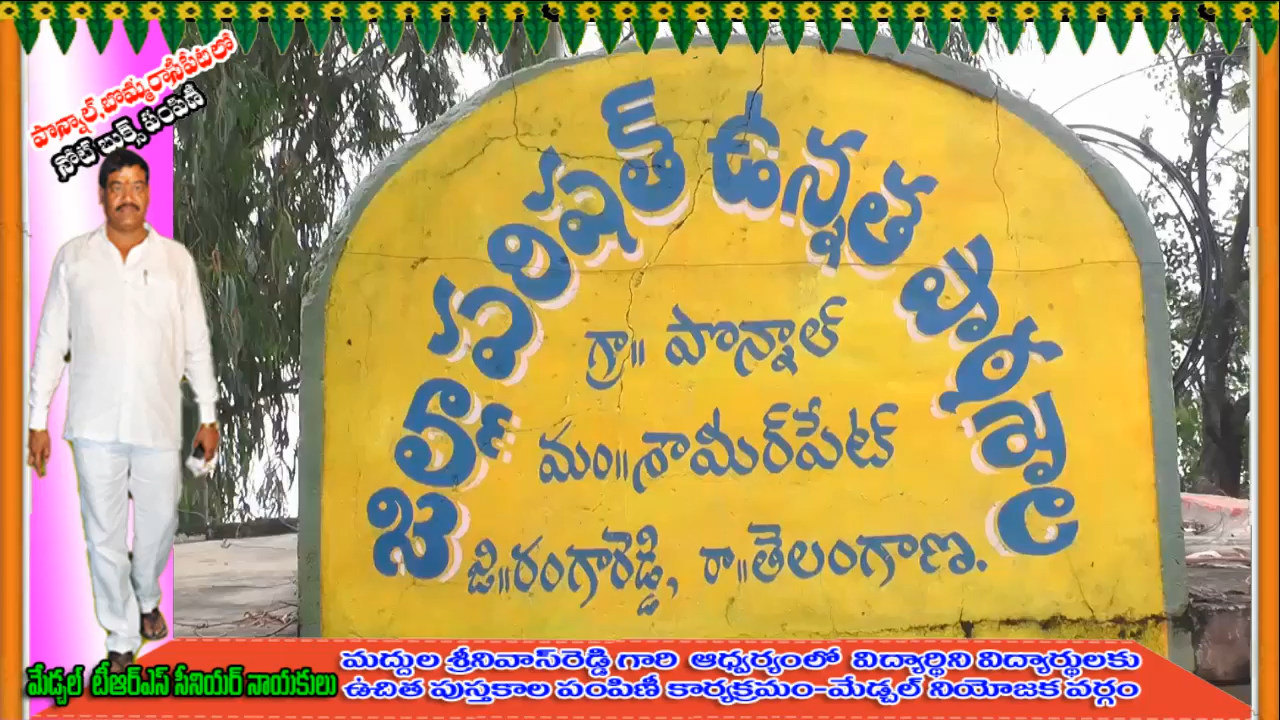 పొన్నాల్,బొమ్మరాసిపేటలో
నోట్ బుక్స్ పంపిణీ
జిల్లా పరిషత్ ఉన్నత పాఠశాల
గ్రా॥ పొన్నాల్
మం॥శామీర్‌పేట్
జి॥రంగారెడ్డి, రా॥తెలంగాణ.
మద్దుల శ్రీనివాస్‌రెడ్డి గారి ఆధ్వర్యంలో విద్యార్థిని విద్యార్థులకు
ఉచిత పుస్తకాల పంపిణీ కార్యక్రమం-మేడ్చల్ నియోజక వర్గం
మేడ్చల్ టీఆర్ఎస్ సీనియర్ నాయకులు